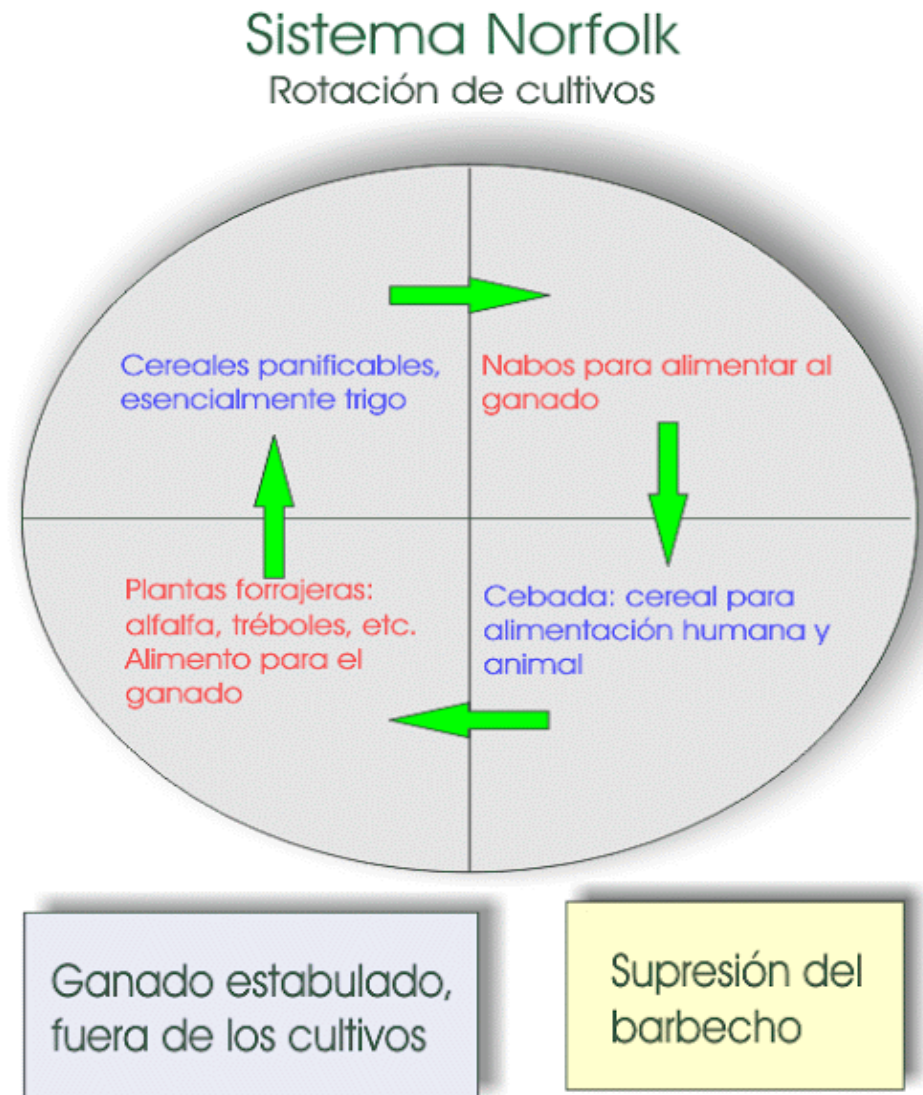 Sistema Norfolk
Rotación de cultivos
Cereales panificables,
esencialmente trigo
Nabos para alimentar al
ganado
Plantas forrajeras:
alfalfa, tréboles, etc.
Alimento para el
ganado
Cebada: cereal para
alimentación humana y
animal
Ganado estabulado,
fuera de los cultivos
Supresión del
barbecho